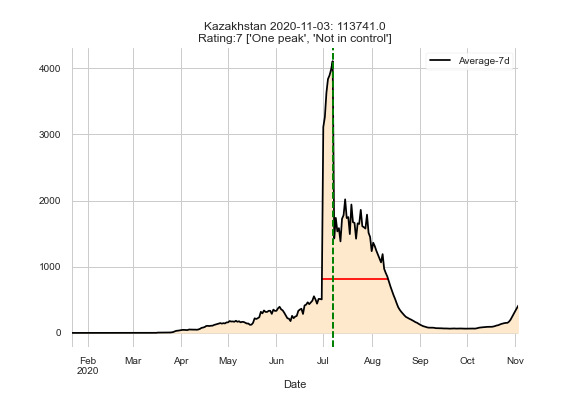 Kazakhstan 2020-11-03: 113741.0
Rating:7 ['One peak', 'Not in control']
Average-7d
4000
3000
2000
1000
0
Feb Mar Apr May Jun Jul Aug Sep Oct Nov
2020
Date